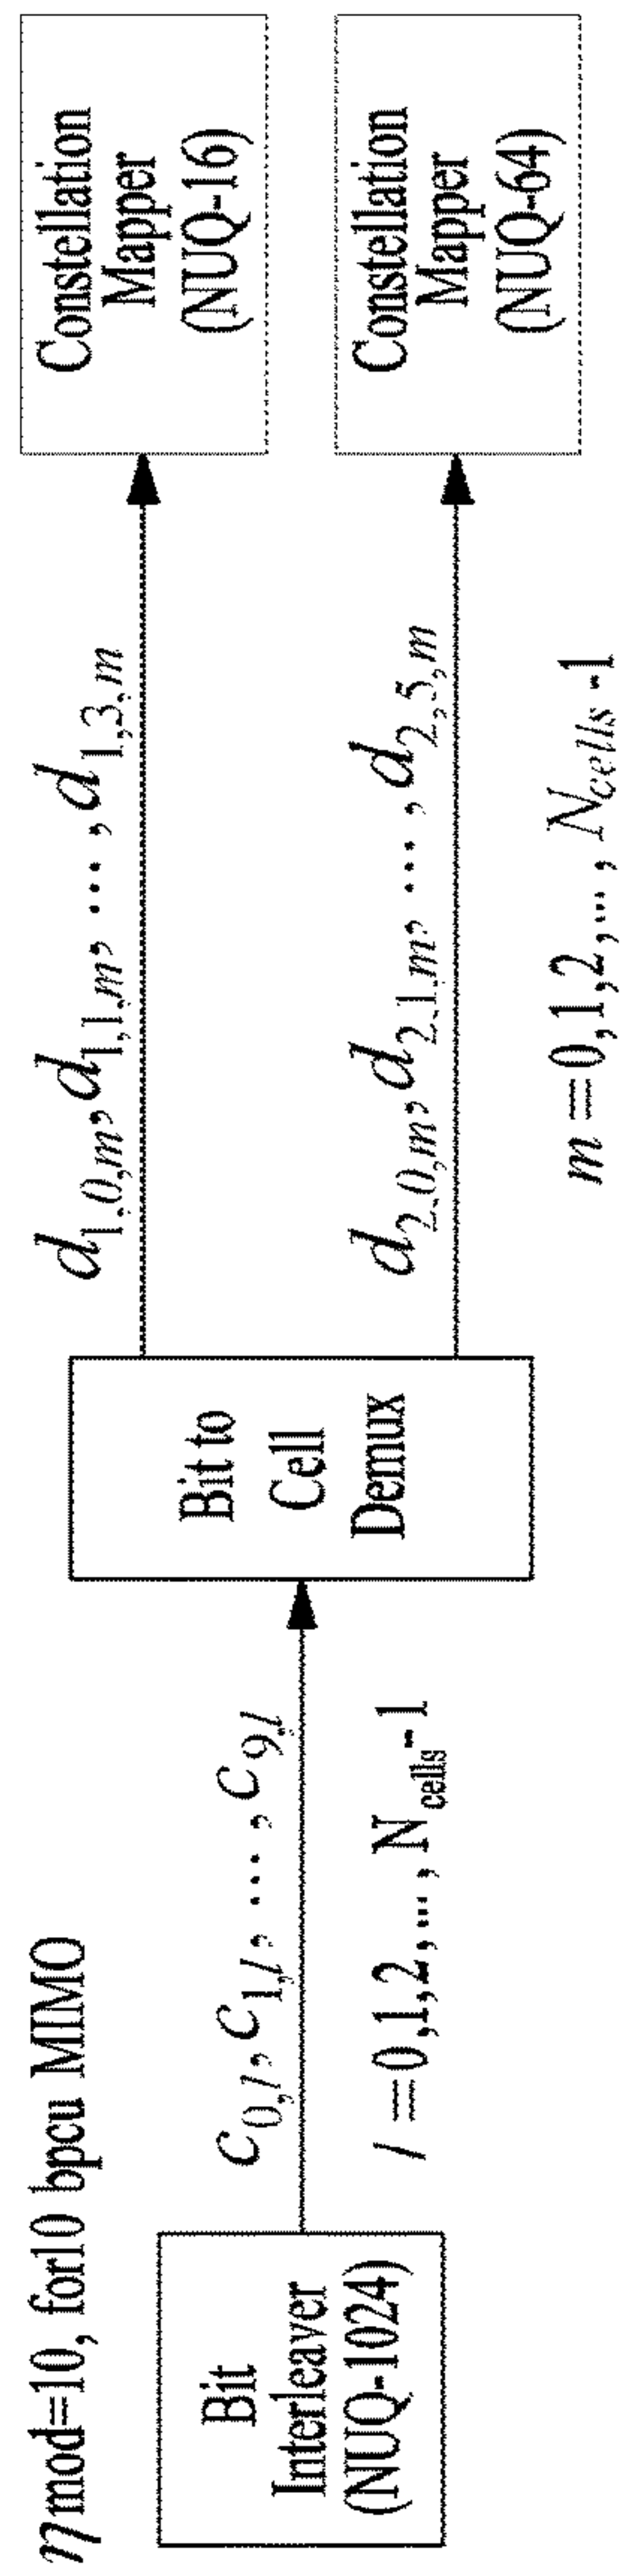 η mod=10, for10 bpcu MIMO
Bit
Interleaver
(NUQ-1024)
c0,l, c1,l, ..., c9,l
l=0,1,2,..., Ncells-1
Bit to
Cell
Demux
d1,0,m, d1,1,m, ..., d1,3,m
d2,0,m, d2,1,m, ..., d2,5,m
m=0,1,2,..., Ncells-1
Constellation
Mapper
(NUQ-16)
Constellation
Mapper
(NUQ-64)